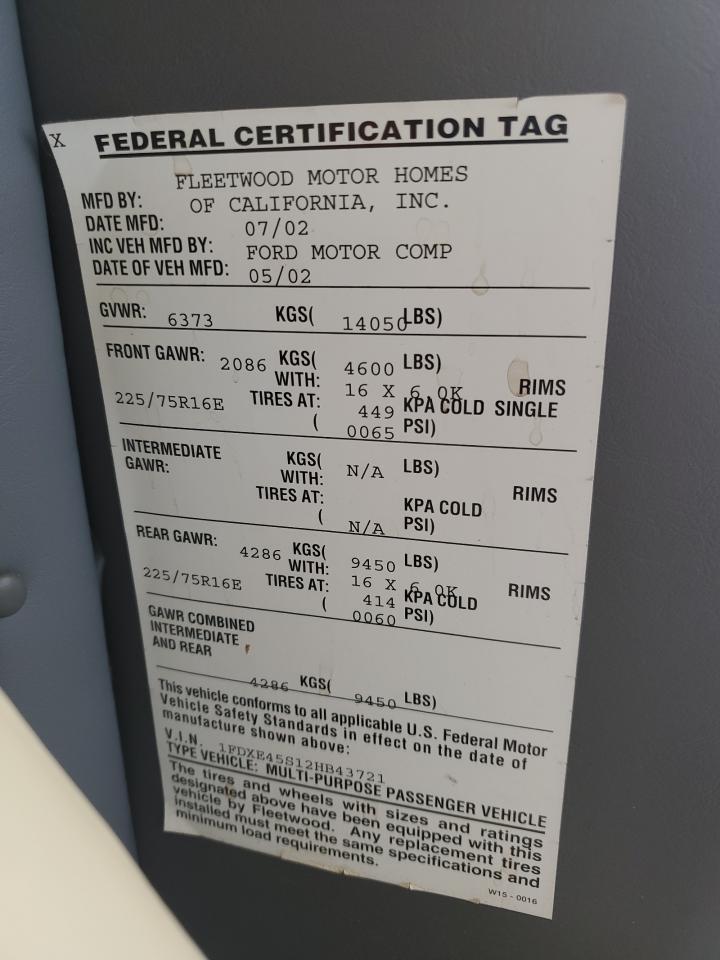 X FEDERAL CERTIFICATION TAG
FLEETWOOD MOTOR HOMES
MFD BY: OF CALIFORNIA, INC.
DATE MFD: 07/02
INC VEH MFD BY: FORD MOTOR COMP
DATE OF VEH MFD: 05/02
GVWR: 6373 KGS( 14050 LBS)
FRONT GAWR: 2086 KGS( 4600 LBS)
WITH: 16 X 6.0K RIMS
225/75R16E TIRES AT: 449 KPA COLD SINGLE
( 0065 PSI)
INTERMEDIATE KGS( N/A LBS)
GAWR: WITH: RIMS
TIRES AT: KPA COLD
( N/A PSI)
REAR GAWR: 4286 KGS( 9450 LBS)
WITH: 16 X 6.0K RIMS
225/75R16E TIRES AT: 414 KPA COLD
( 0060 PSI)
GAWR COMBINED
INTERMEDIATE
AND REAR
4286 KGS( 9450 LBS)
This vehicle conforms to all applicable U.S. Federal Motor
Vehicle Safety Standards in effect on the date of
manufacture shown above:
V.I.N. 1FDXE45S12HB43721
TYPE VEHICLE: MULTI-PURPOSE PASSENGER VEHICLE
The tires and wheels with sizes and ratings
designated above have been equipped with this
vehicle by Fleetwood. Any replacement tires
installed must meet the same specifications and
minimum load requirements.
W15-0016